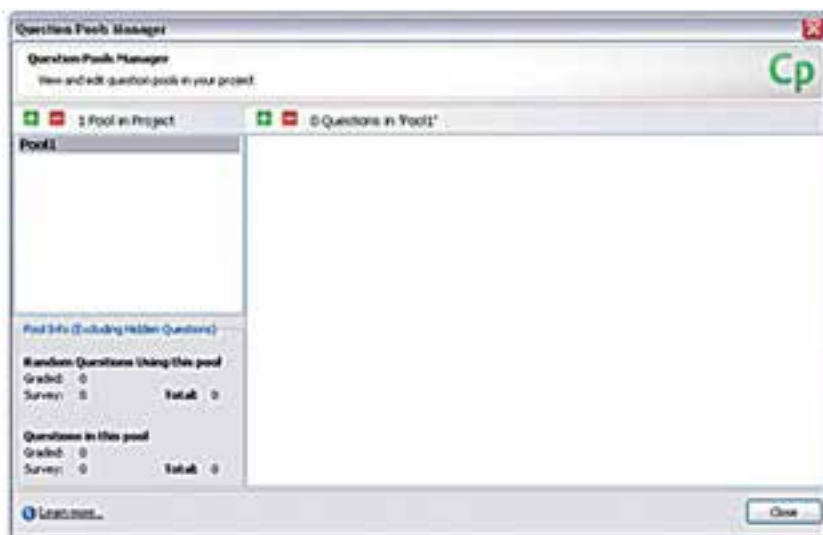 Question Pools Manager
Question Pools Manager
View and edit question pools in your project
Cp
1 Pool in Project
0 Questions in 'Pool1'
Pool1
Pool Info (Excluding Hidden Questions)
Random Questions Using this pool
Graded: 0
Survey: 0 Total: 0
Questions in this pool
Graded: 0
Survey: 0 Total: 0
Learn more...
Close